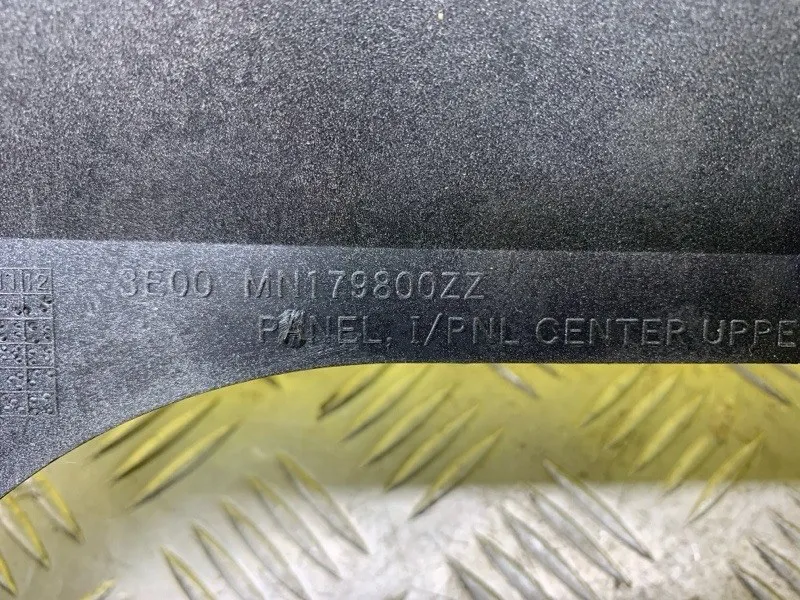 3E00 MN179800ZZ
PANEL, I/PNL CENTER UPPE